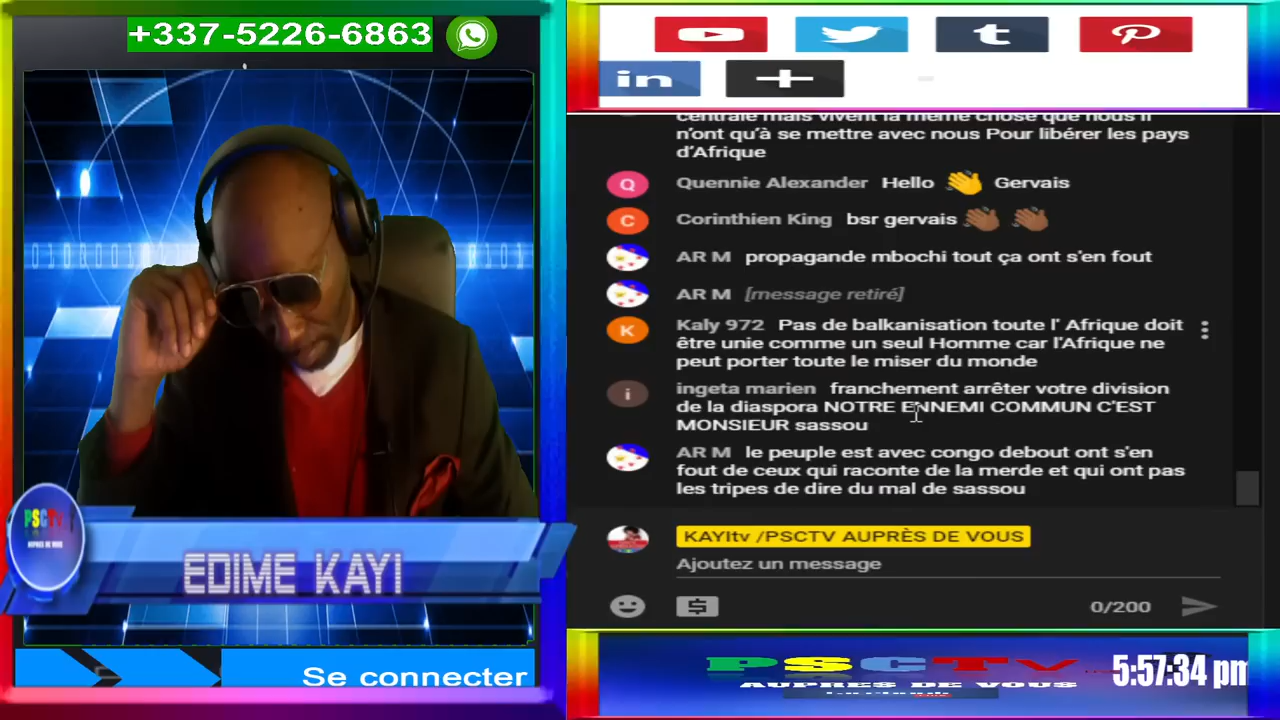 +337-5226-6863
PSCTV
AUPRES DE VOUS
EDIME KAYI
Se connecter
in
centrale mais vivent la même chose que nous il
n'ont qu'à se mettre avec nous Pour libérer les pays
d'Afrique
Q Quennie Alexander Hello 👋 Gervais
C Corinthien King bsr gervais 👋🏾 👋🏾
AR M propagande mbochi tout ça ont s'en fout
AR M [message retiré]
K Kaly 972 Pas de balkanisation toute l' Afrique doit
être unie comme un seul Homme car l'Afrique ne
peut porter toute le miser du monde
i ingeta marien franchement arrêter votre division
de la diaspora NOTRE ENNEMI COMMUN C'EST
MONSIEUR sassou
AR M le peuple est avec congo debout ont s'en
fout de ceux qui raconte de la merde et qui ont pas
les tripes de dire du mal de sassou
KAYItv /PSCTV AUPRÈS DE VOUS
Ajoutez un message
0/200
PSCTV
AUPRES DE VOUS
5:57:34 pm